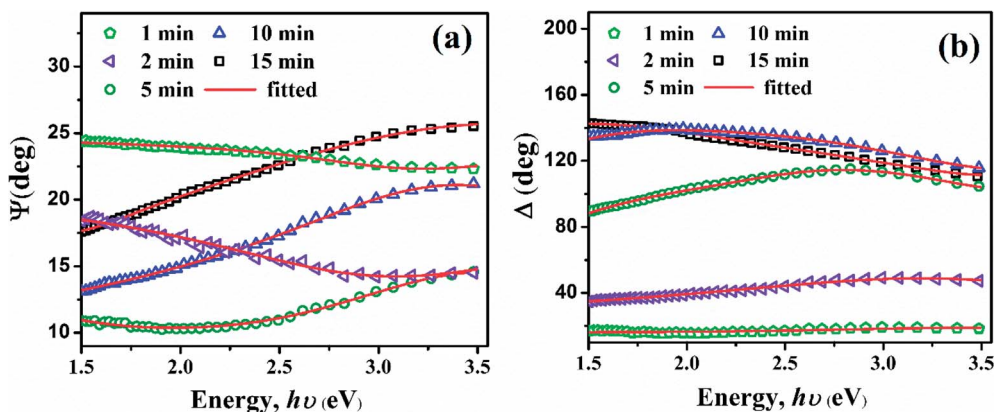 (a)
1 min 10 min
2 min 15 min
5 min fitted
35
30
25
20
15
10
Ψ(deg)
1.5 2.0 2.5 3.0 3.5
Energy, hυ (eV)
(b)
1 min 10 min
2 min 15 min
5 min fitted
200
160
120
80
40
Δ (deg)
1.5 2.0 2.5 3.0 3.5
Energy, hυ (eV)